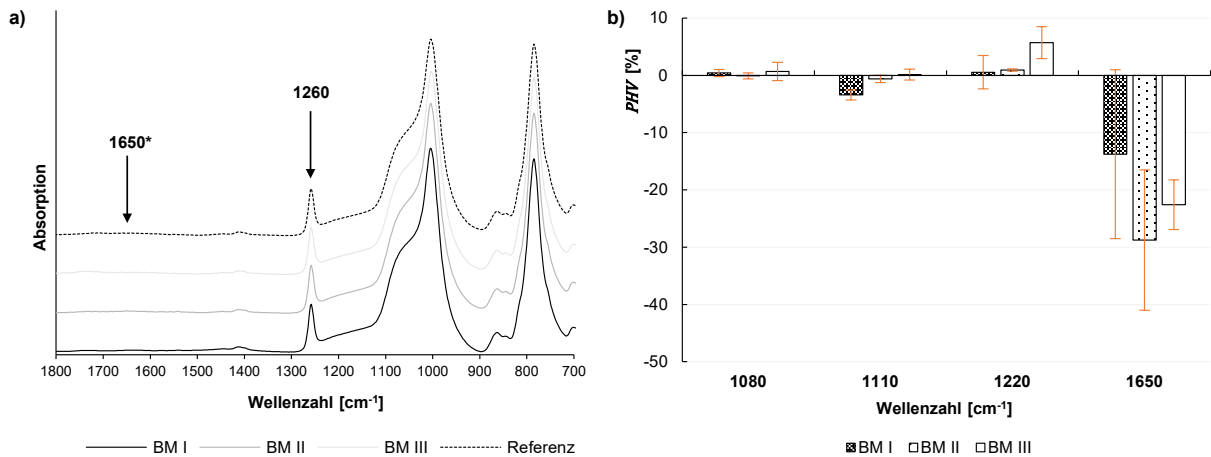 a)
1650*
1260
Absorption
1800 1700 1600 1500 1400 1300 1200 1100 1000 900 800 700
Wellenzahl [cm⁻¹]
BM I BM II BM III Referenz
b)
PHV [%]
10
0
-10
-20
-30
-40
-50
1080 1110 1220 1650
Wellenzahl [cm⁻¹]
BM I BM II BM III